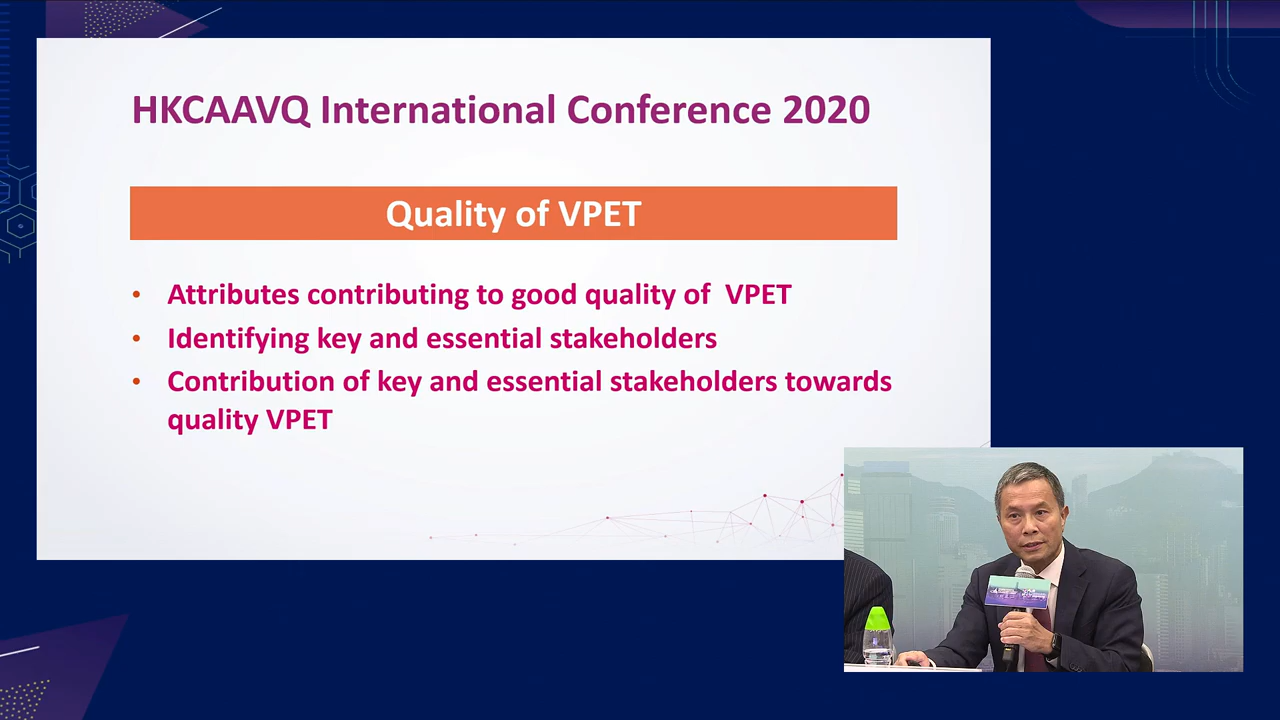 HKCAAVQ International Conference 2020
Quality of VPET
• Attributes contributing to good quality of  VPET
• Identifying key and essential stakeholders
• Contribution of key and essential stakeholders towards
quality VPET